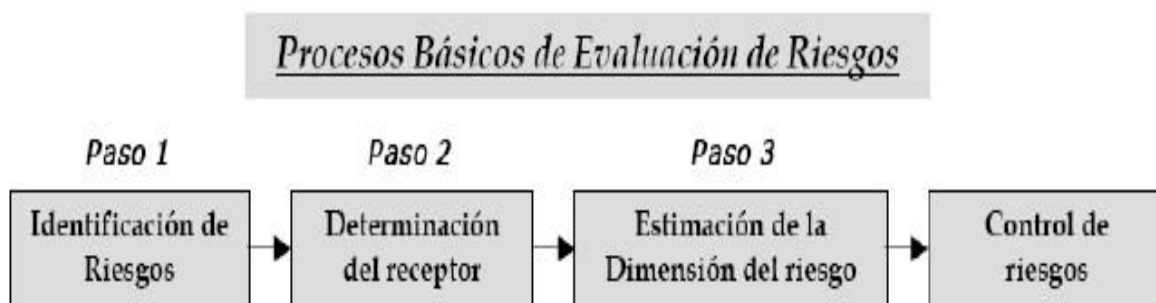 Procesos Básicos de Evaluación de Riesgos
Paso 1
Paso 2
Paso 3
Identificación de
Riesgos
Determinación
del receptor
Estimación de la
Dimensión del riesgo
Control de
riesgos